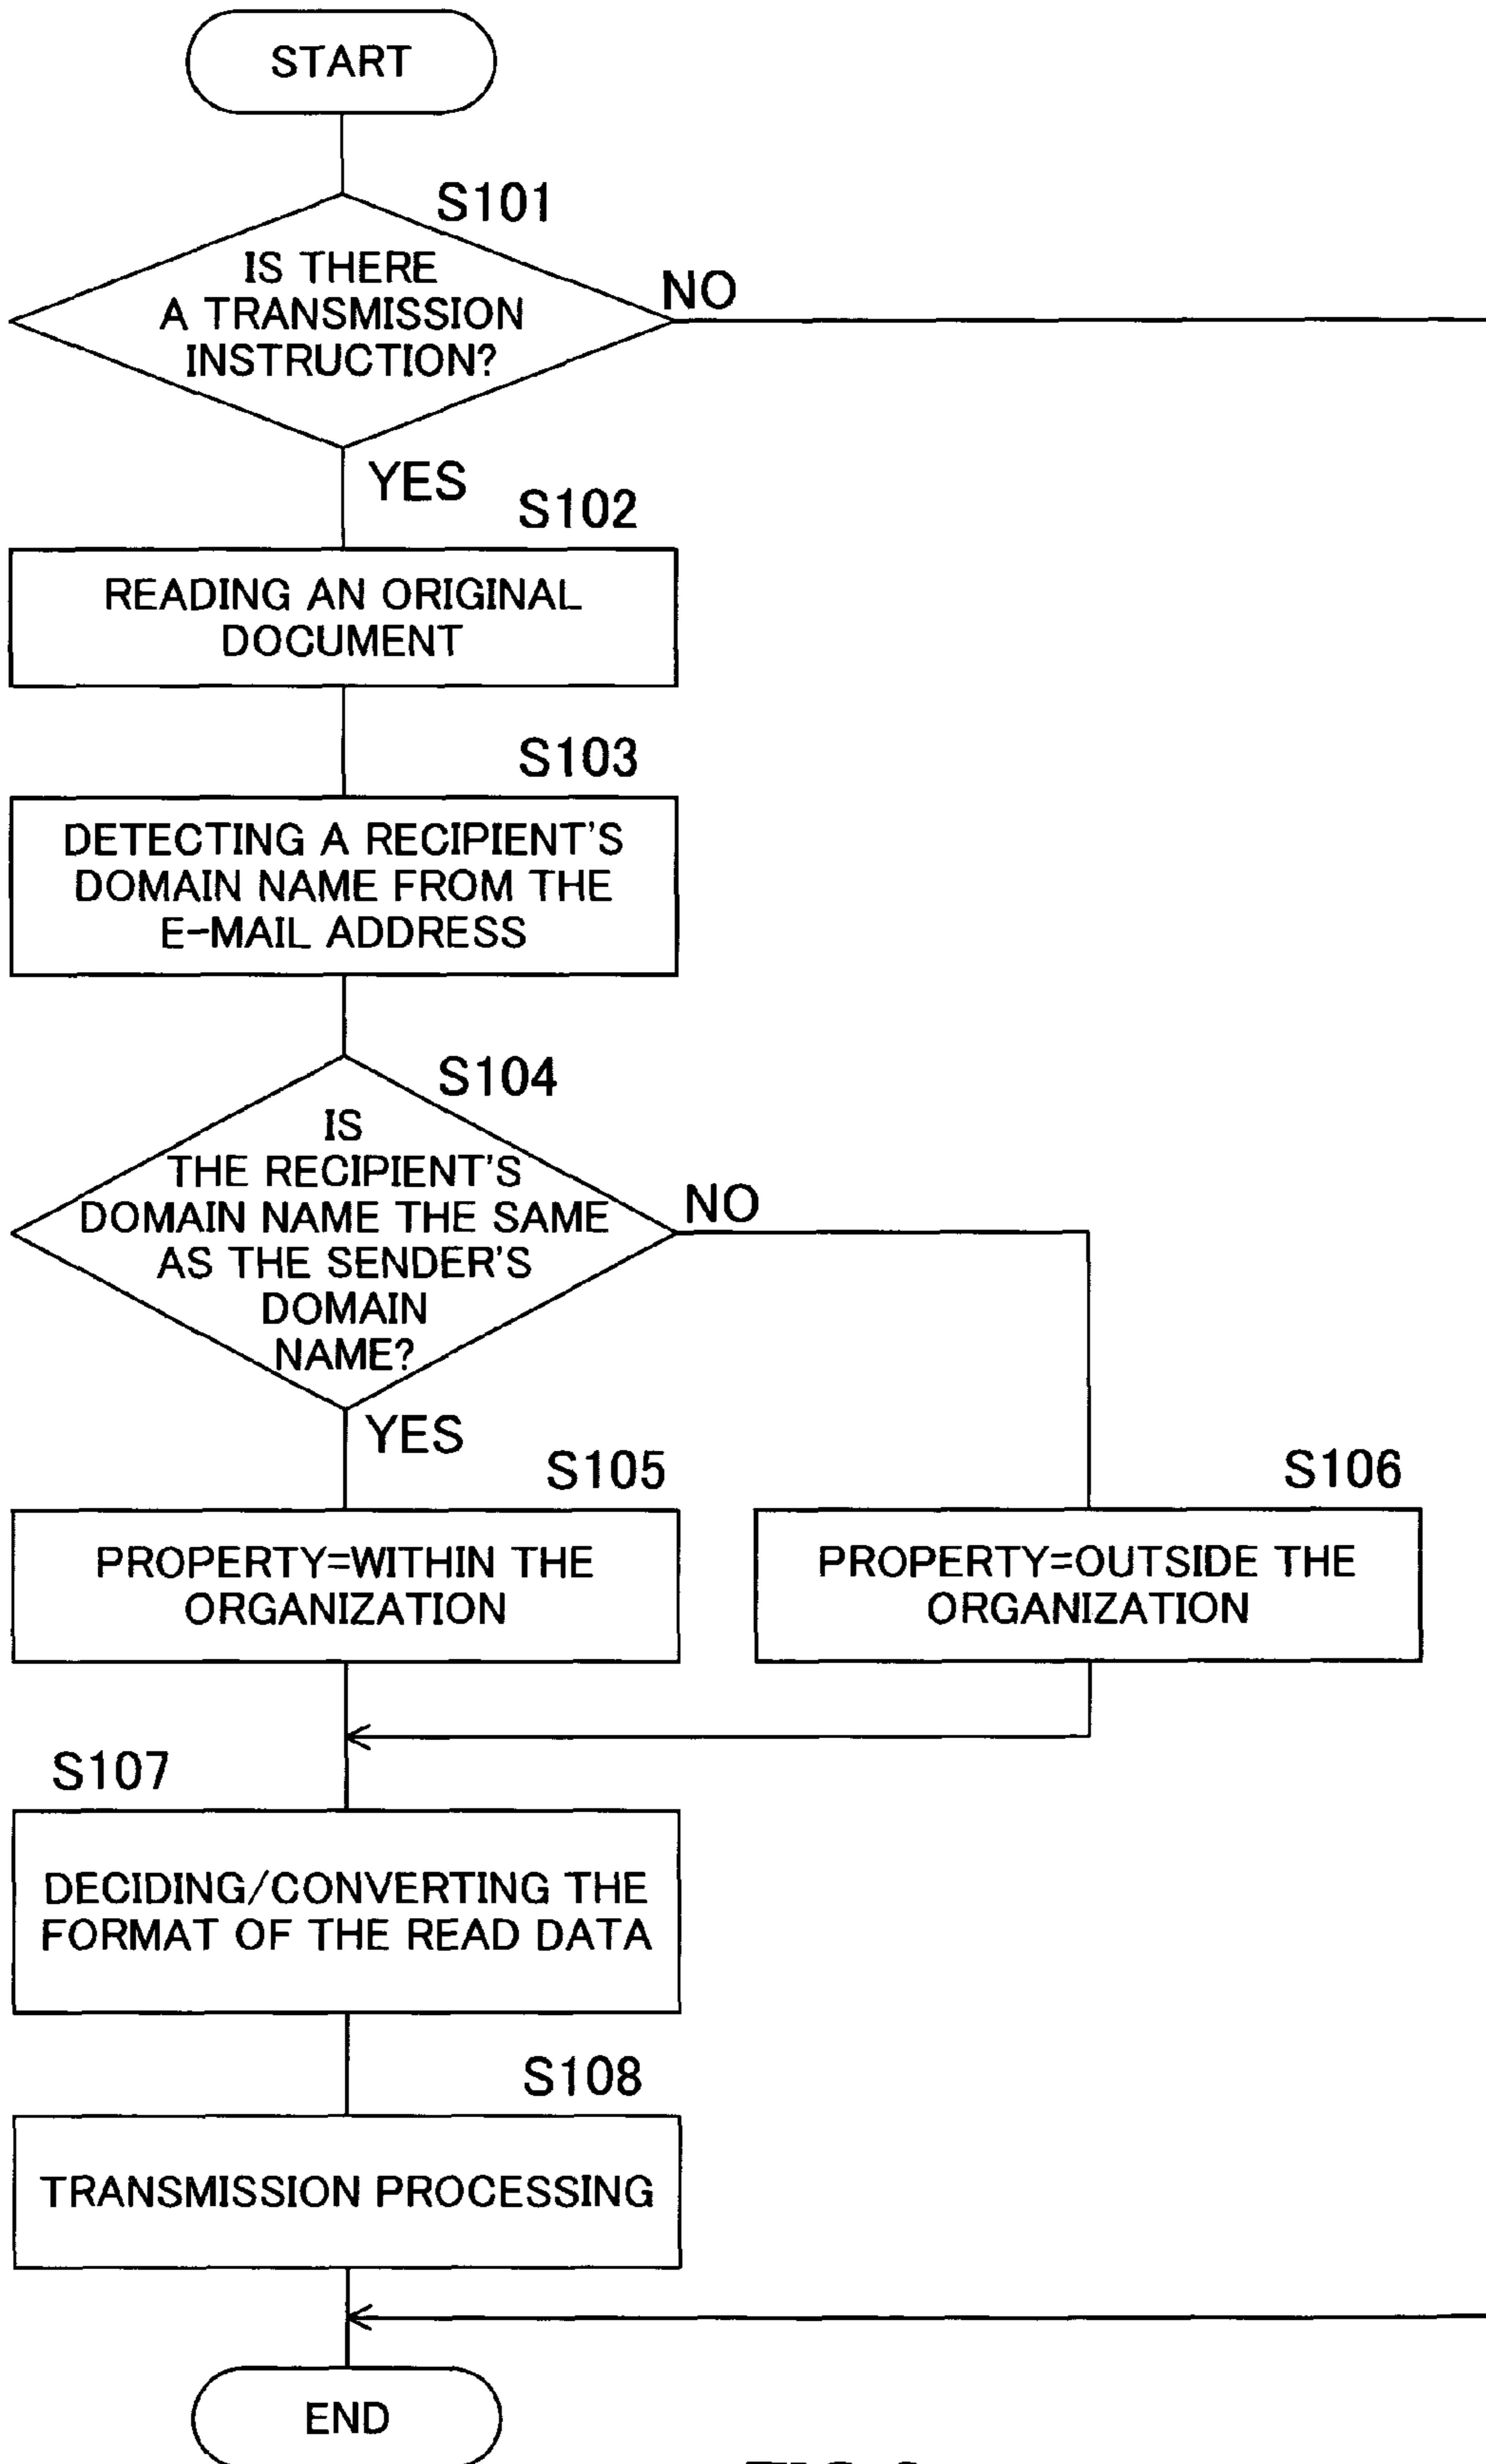 START
S101
IS THERE
A TRANSMISSION
INSTRUCTION?
NO
YES
S102
READING AN ORIGINAL
DOCUMENT
S103
DETECTING A RECIPIENT'S
DOMAIN NAME FROM THE
E-MAIL ADDRESS
S104
IS
THE RECIPIENT'S
DOMAIN NAME THE SAME
AS THE SENDER'S
DOMAIN
NAME?
NO
YES
S105
PROPERTY=WITHIN THE
ORGANIZATION
S106
PROPERTY=OUTSIDE THE
ORGANIZATION
S107
DECIDING/CONVERTING THE
FORMAT OF THE READ DATA
S108
TRANSMISSION PROCESSING
END